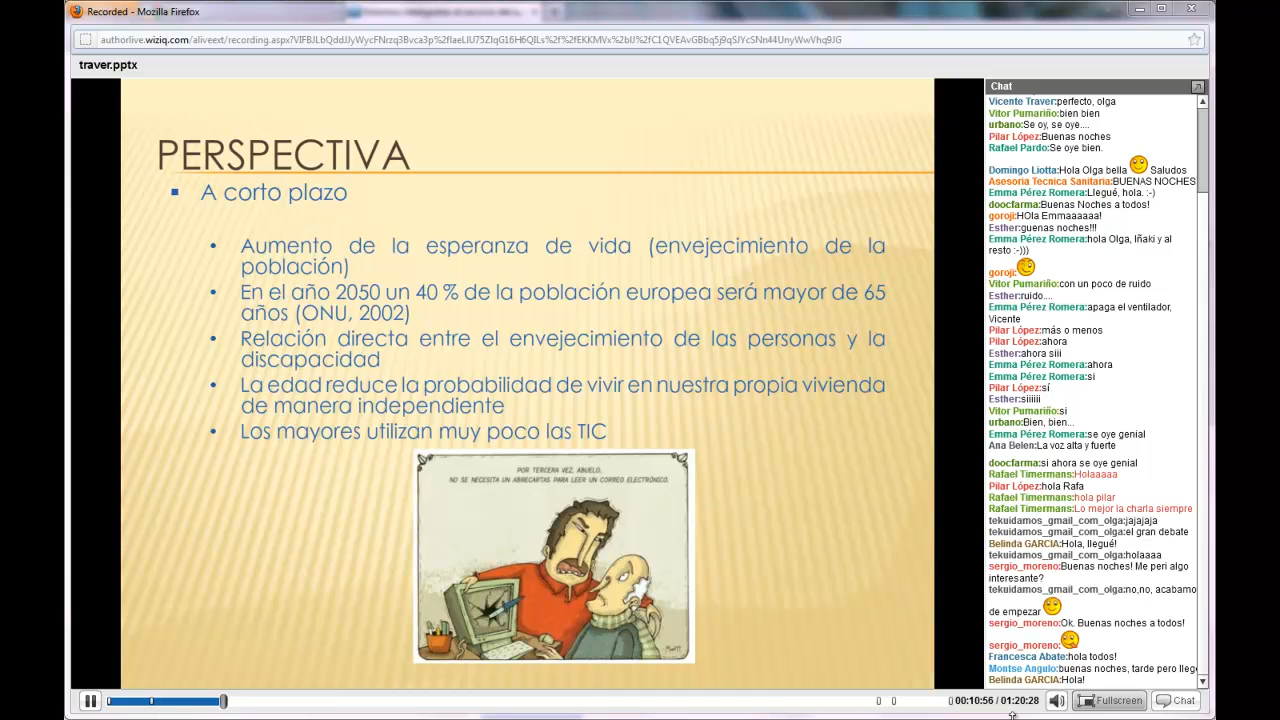 Recorded - Mozilla Firefox
authorlive.wiziq.com/aliveext/recording.aspx?
traver.pptx
PERSPECTIVA
A corto plazo
Aumento de la esperanza de vida (envejecimiento de la
población)
En el año 2050 un 40 % de la población europea será mayor de 65
años (ONU, 2002)
Relación directa entre el envejecimiento de las personas y la
discapacidad
La edad reduce la probabilidad de vivir en nuestra propia vivienda
de manera independiente
Los mayores utilizan muy poco las TIC
POR TERCERA VEZ, ABUELO,
NO SE NECESITA UN ABRECARTAS PARA LEER UN CORREO ELECTRÓNICO.
Chat
Vicente Traver:perfecto, olga
Vitor Pumariño:bien bien
urbano:Se oy, se oye....
Pilar López:Buenas noches
Rafael Pardo:Se oye bien.
Domingo Liotta:Hola Olga bella Saludos
Asesoria Tecnica Sanitaria:BUENAS NOCHES
Emma Pérez Romera:Llegué, hola. :-)
doocfarma:Buenas Noches a todos!
goroji:HOla Emmaaaaaa!
Esther:guenas noches!!!
Emma Pérez Romera:hola Olga, Iñaki y al
resto :-)))
goroji:
Vitor Pumariño:con un poco de ruido
Esther:ruido....
Emma Pérez Romera:apaga el ventilador,
Vicente
Pilar López:más o menos
Pilar López:ahora
Esther:ahora siii
Emma Pérez Romera:ahora
Emma Pérez Romera:si
Pilar López:sí
Esther:siiiiii
Vitor Pumariño:si
urbano:Bien, bien...
Emma Pérez Romera:se oye genial
Ana Belen:La voz alta y fuerte
doocfarma:si ahora se oye genial
Rafael Timermans:Holaaaaa
Pilar López:hola Rafa
Rafael Timermans:hola pilar
Rafael Timermans:Lo mejor la charla siempre
tekuidamos_gmail_com_olga:jajajaja
tekuidamos_gmail_com_olga:el gran debate
Belinda GARCIA:Hola, llegué!
tekuidamos_gmail_com_olga:holaaaa
sergio_moreno:Buenas noches! Me peri algo
interesante?
tekuidamos_gmail_com_olga:no,no, acabamo
de empezar
sergio_moreno:Ok. Buenas noches a todos!
sergio_moreno:
Francesca Abate:hola todos!
Montse Angulo:buenas noches, tarde pero lleg
Belinda GARCIA:Hola!
00:10:56 / 01:20:28
Fullscreen
Chat